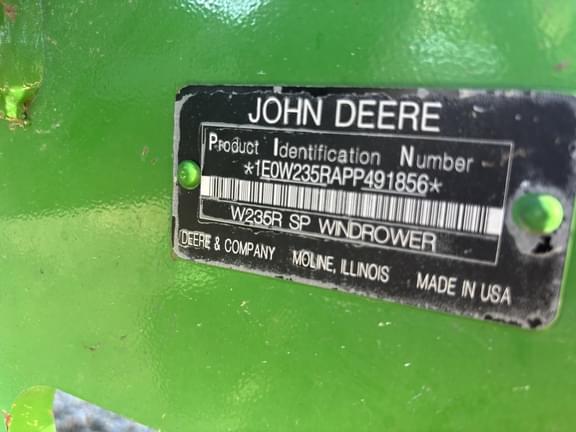 JOHN DEERE
Product Identification Number
*1E0W235RAPP491856*
W235R SP WINDROWER
DEERE & COMPANY MOLINE, ILLINOIS MADE IN USA